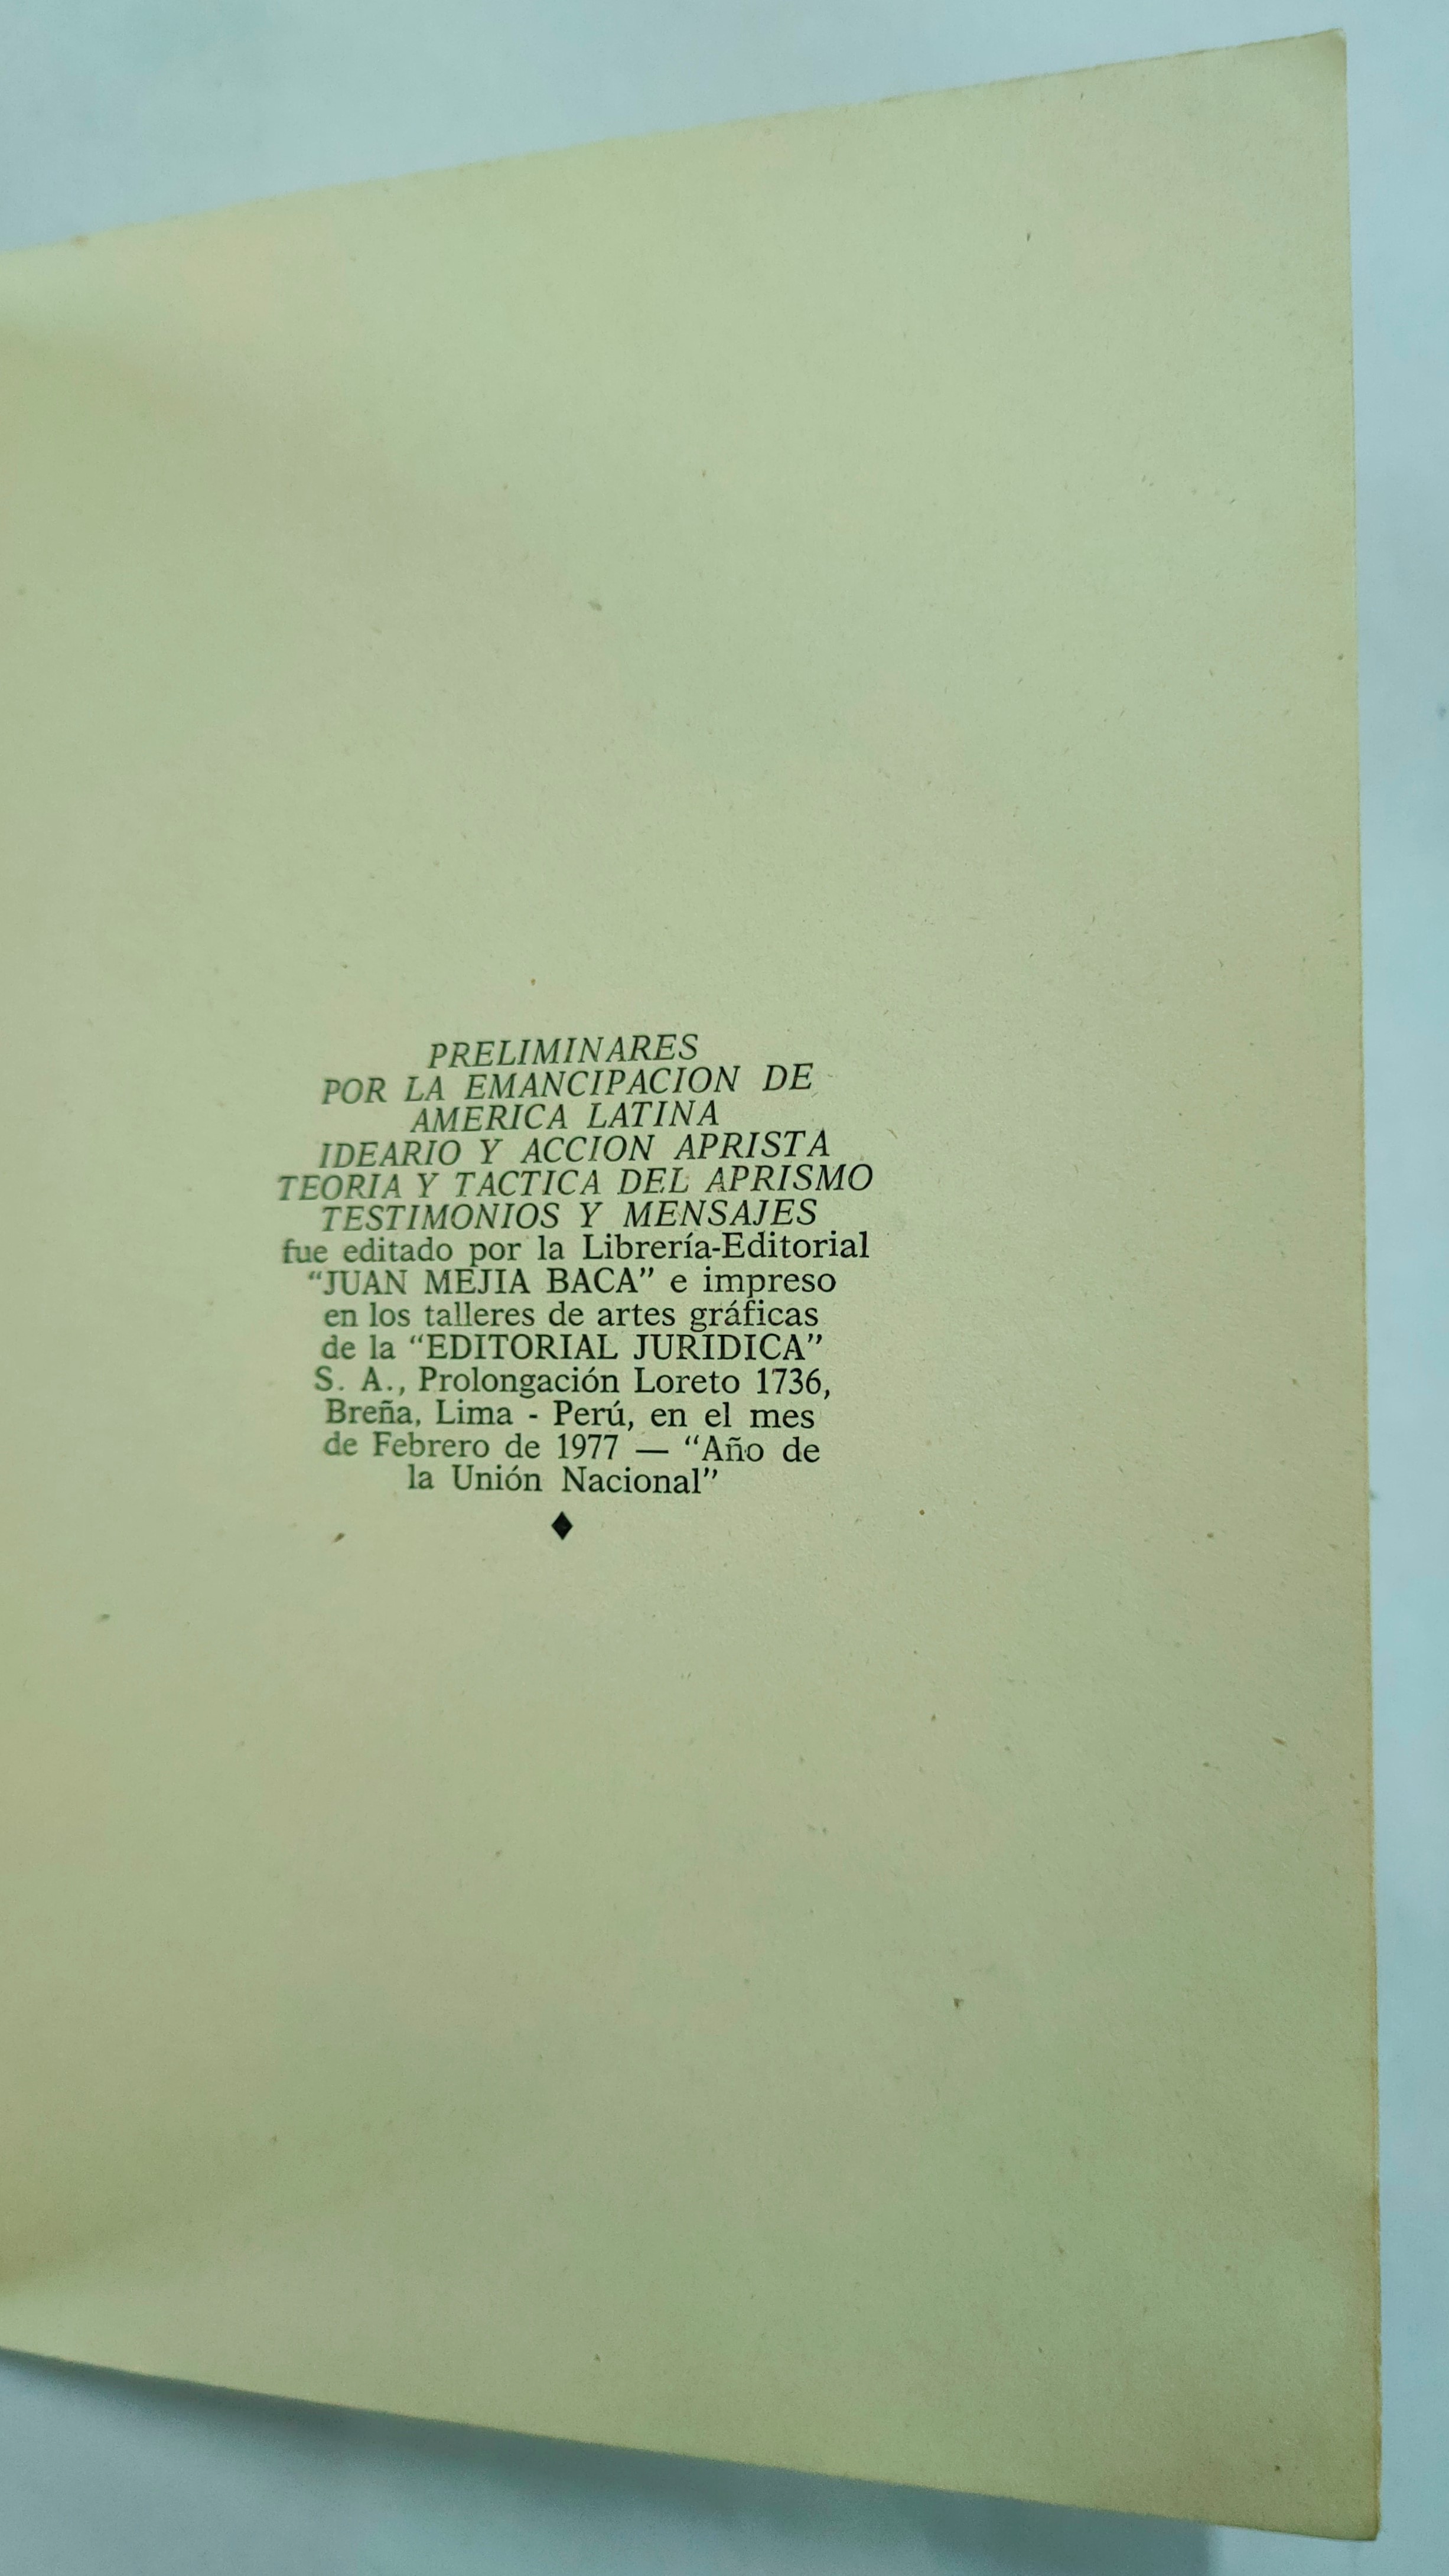 PRELIMINARES
POR LA EMANCIPACION DE
AMERICA LATINA
IDEARIO Y ACCION APRISTA
TEORIA Y TACTICA DEL APRISMO
TESTIMONIOS Y MENSAJES
fue editado por la Librería-Editorial
“JUAN MEJIA BACA” e impreso
en los talleres de artes gráficas
de la “EDITORIAL JURIDICA”
S. A., Prolongación Loreto 1736,
Breña, Lima - Perú, en el mes
de Febrero de 1977 — “Año de
la Unión Nacional”